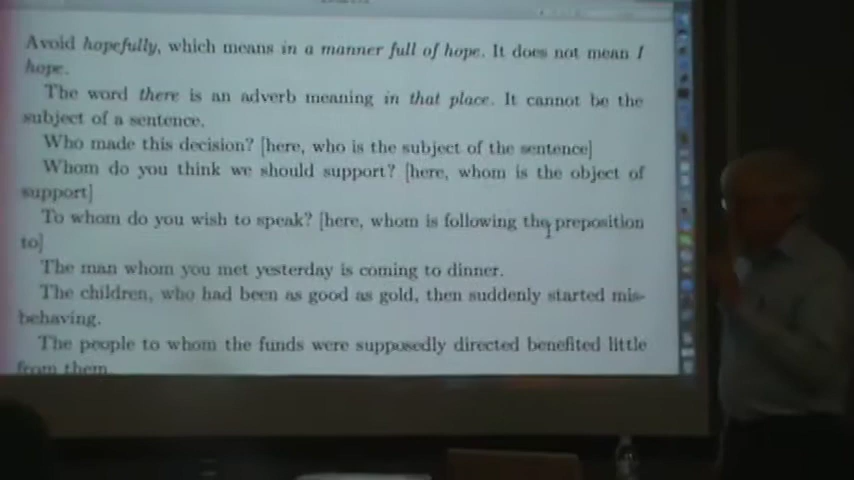 Avoid hopefully, which means in a manner full of hope. It does not mean I
hope.
The word there is an adverb meaning in that place. It cannot be the
subject of a sentence.
Who made this decision? [here, who is the subject of the sentence]
Whom do you think we should support? [here, whom is the object of
support]
To whom do you wish to speak? [here, whom is following the preposition
to]
The man whom you met yesterday is coming to dinner.
The children, who had been as good as gold, then suddenly started mis-
behaving.
The people to whom the funds were supposedly directed benefited little
from them.